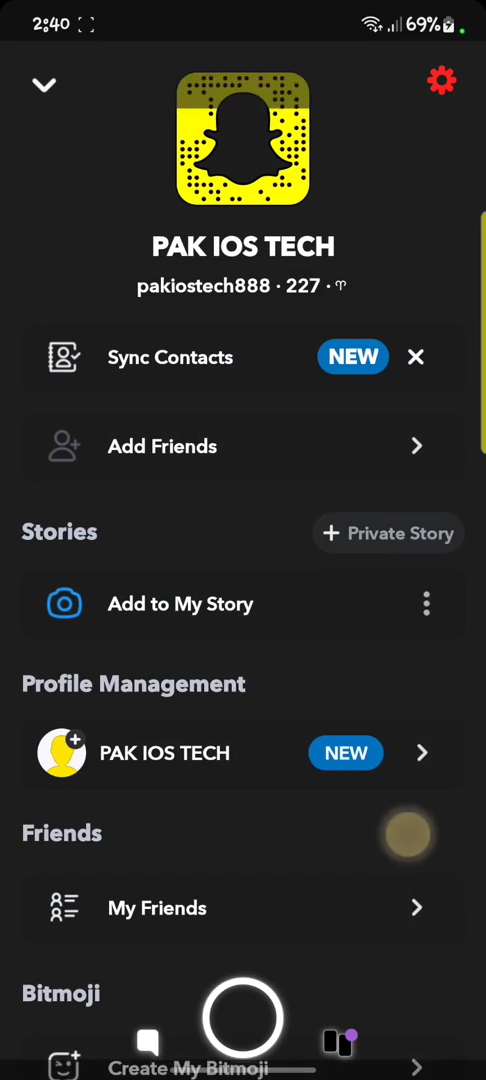 2:40 69%
PAK IOS TECH
pakiostech888 · 227 · ♈︎
Sync Contacts NEW
Add Friends
Stories + Private Story
Add to My Story
Profile Management
PAK IOS TECH NEW
Friends
My Friends
Bitmoji
Create My Bitmoji